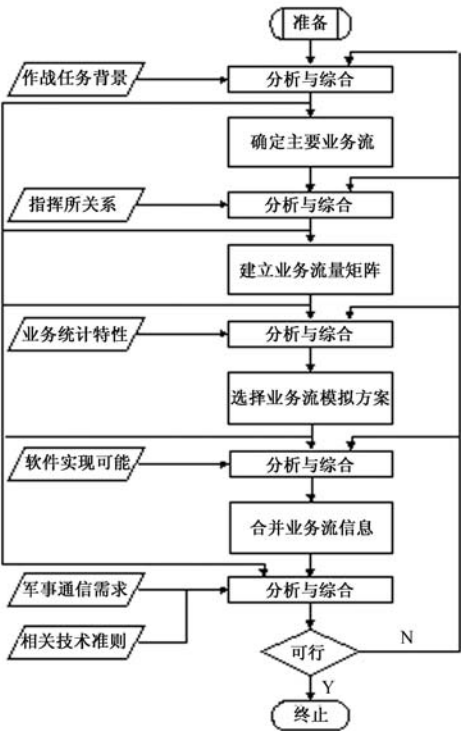 准备
作战任务背景
分析与综合
确定主要业务流
指挥所关系
分析与综合
建立业务流量矩阵
业务统计特性
分析与综合
选择业务流模拟方案
软件实现可能
分析与综合
合并业务流信息
军事通信需求
分析与综合
相关技术准则
可行
N
Y
终止